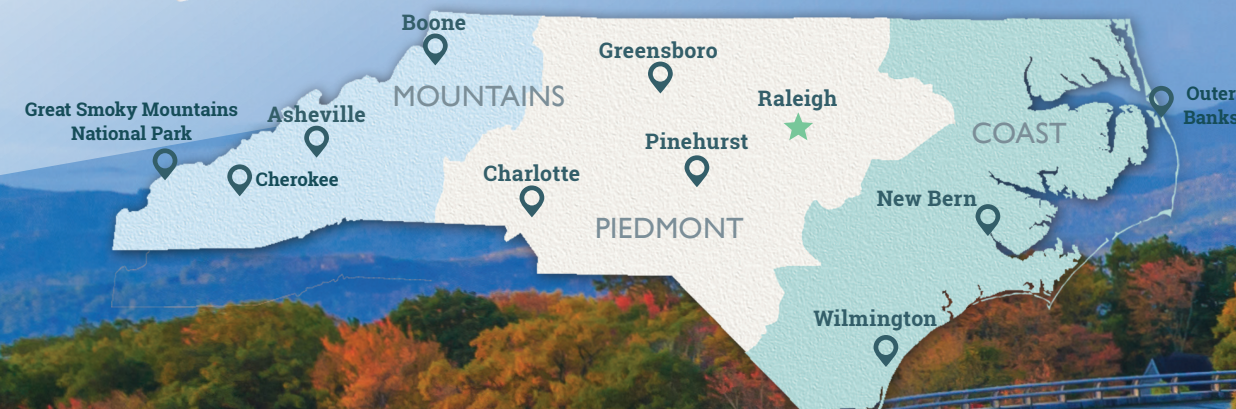 Boone
Greensboro
MOUNTAINS
Raleigh
Great Smoky Mountains
National Park
Asheville
Outer
Banks
COAST
Pinehurst
Charlotte
Cherokee
New Bern
PIEDMONT
Wilmington